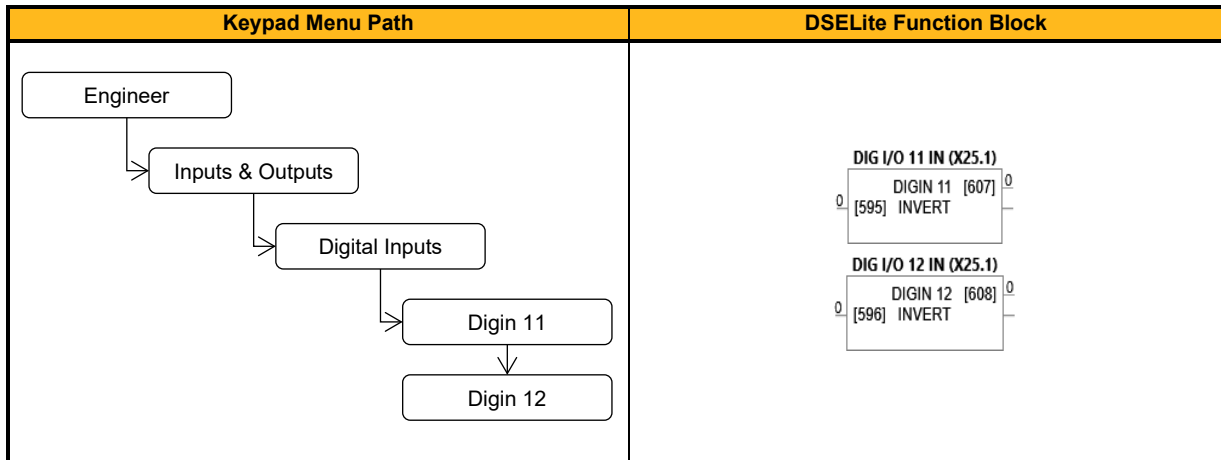 Keypad Menu Path
DSELite Function Block
Engineer
Inputs & Outputs
Digital Inputs
Digin 11
Digin 12
DIG I/O 11 IN (X25.1)
DIGIN 11 [607] 0
0 [595] INVERT
DIG I/O 12 IN (X25.1)
DIGIN 12 [608] 0
0 [596] INVERT